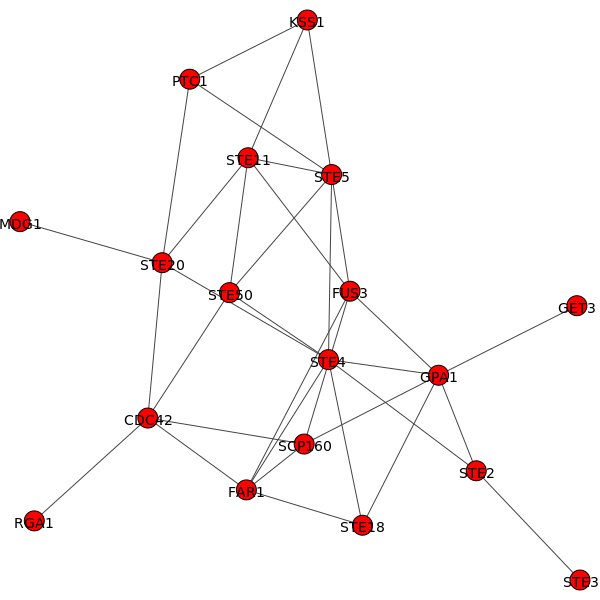 KSS1
PTC1
STE11
STE5
MDG1
STE20
STE50
FUS3
GET3
STE4
GPA1
CDC42
SCP160
STE2
FAR1
RGA1
STE18
STE3